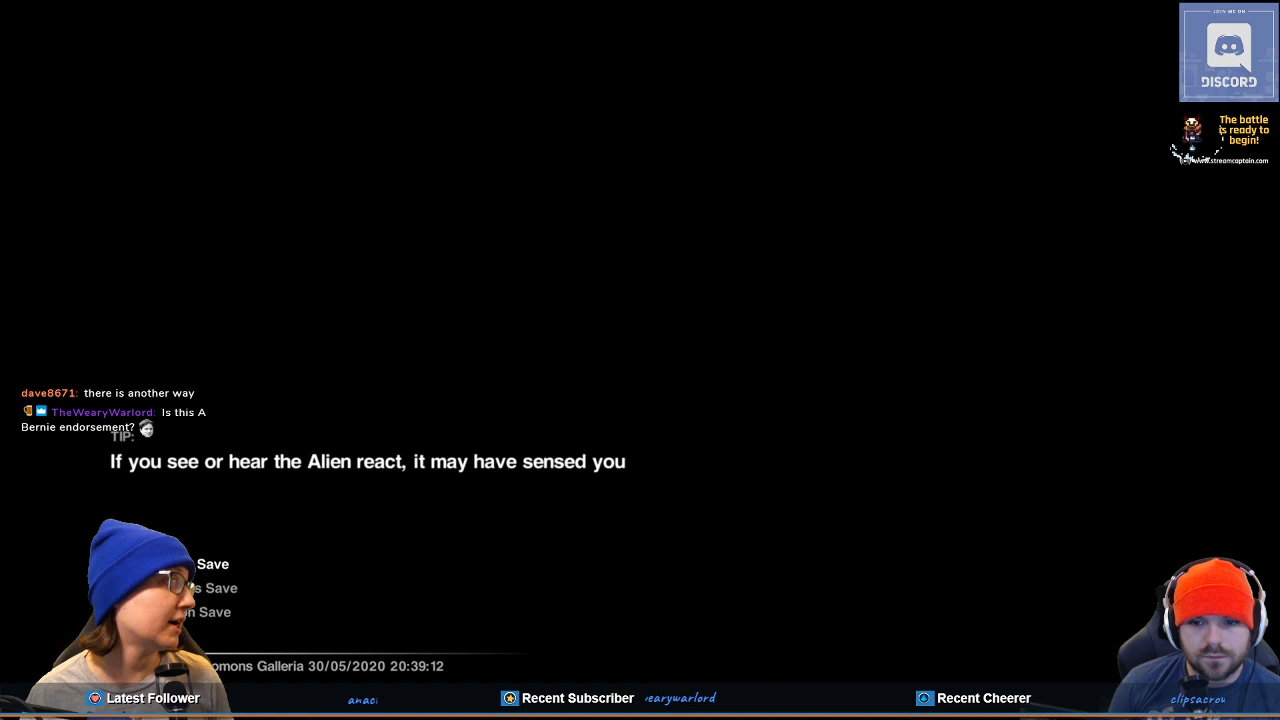 JOIN ME ON
DISCORD
The battle
is ready to
begin!
www.streamcaptain.com
dave8671: there is another way
TheWearyWarlord: Is this A
Bernie endorsement?
TIP:
If you see or hear the Alien react, it may have sensed you
Save
s Save
n Save
omons Galleria 30/05/2020 20:39:12
Latest Follower
anaci
Recent Subscriber
earywarlord
Recent Cheerer
clipsacrou